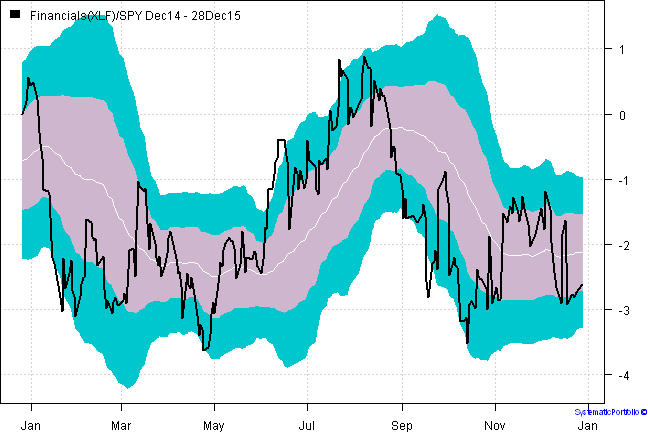 Financials(XLF)/SPY Dec14 - 28Dec15
1
0
-1
-2
-3
-4
Jan Mar May Jul Sep Nov Jan
SystematicPortfolio ©